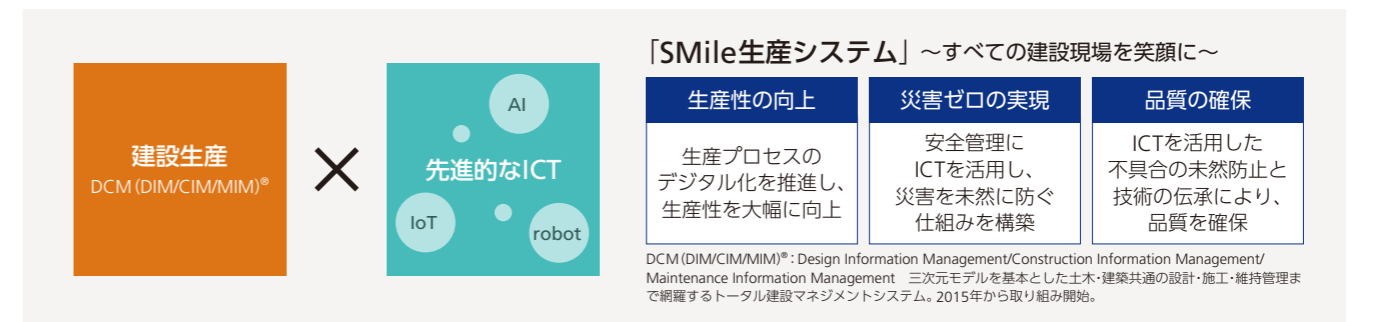 建設生産
DCM(DIM/CIM/MIM)®
×
AI
先進的なICT
IoT
robot
「SMile生産システム」 ～すべての建設現場を笑顔に～
生産性の向上
生産プロセスの
デジタル化を推進し、
生産性を大幅に向上
災害ゼロの実現
安全管理に
ICTを活用し、
災害を未然に防ぐ
仕組みを構築
品質の確保
ICTを活用した
不具合の未然防止と
技術の伝承により、
品質を確保
DCM(DIM/CIM/MIM)®：Design Information Management/Construction Information Management/
Maintenance Information Management　三次元モデルを基本とした土木・建築共通の設計・施工・維持管理ま
で網羅するトータル建設マネジメントシステム。2015年から取り組み開始。